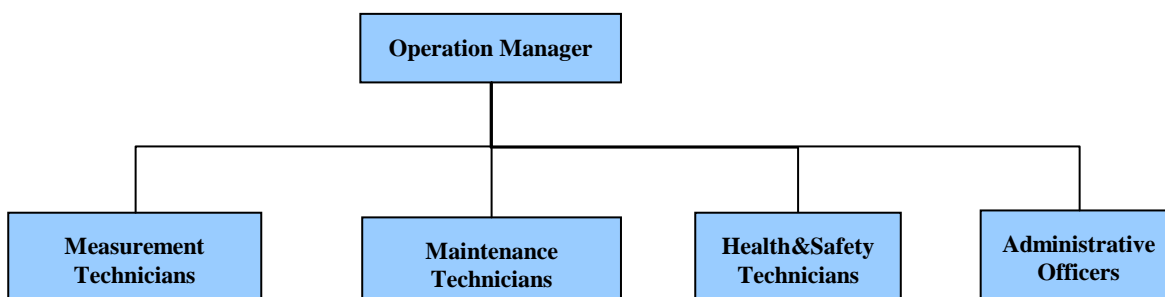 Operation Manager
Measurement
Technicians
Maintenance
Technicians
Health&Safety
Technicians
Administrative
Officers